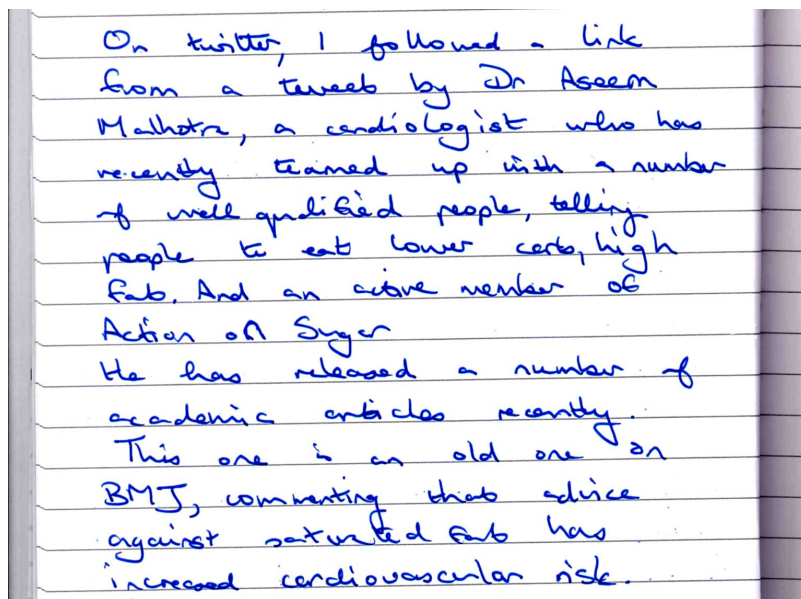 On twitter, I followed a link
from a tweet by Dr Aseem
Malhotra, a cardiologist who has
recently teamed up with a number
of well qualified people, telling
people to eat lower carbs, high
fat. And an active member of
Action on Sugar
He has released a number of
academic articles recently.
This one is an old one on
BMJ, commenting that advice
against saturated fat has
increased cardiovascular risk.